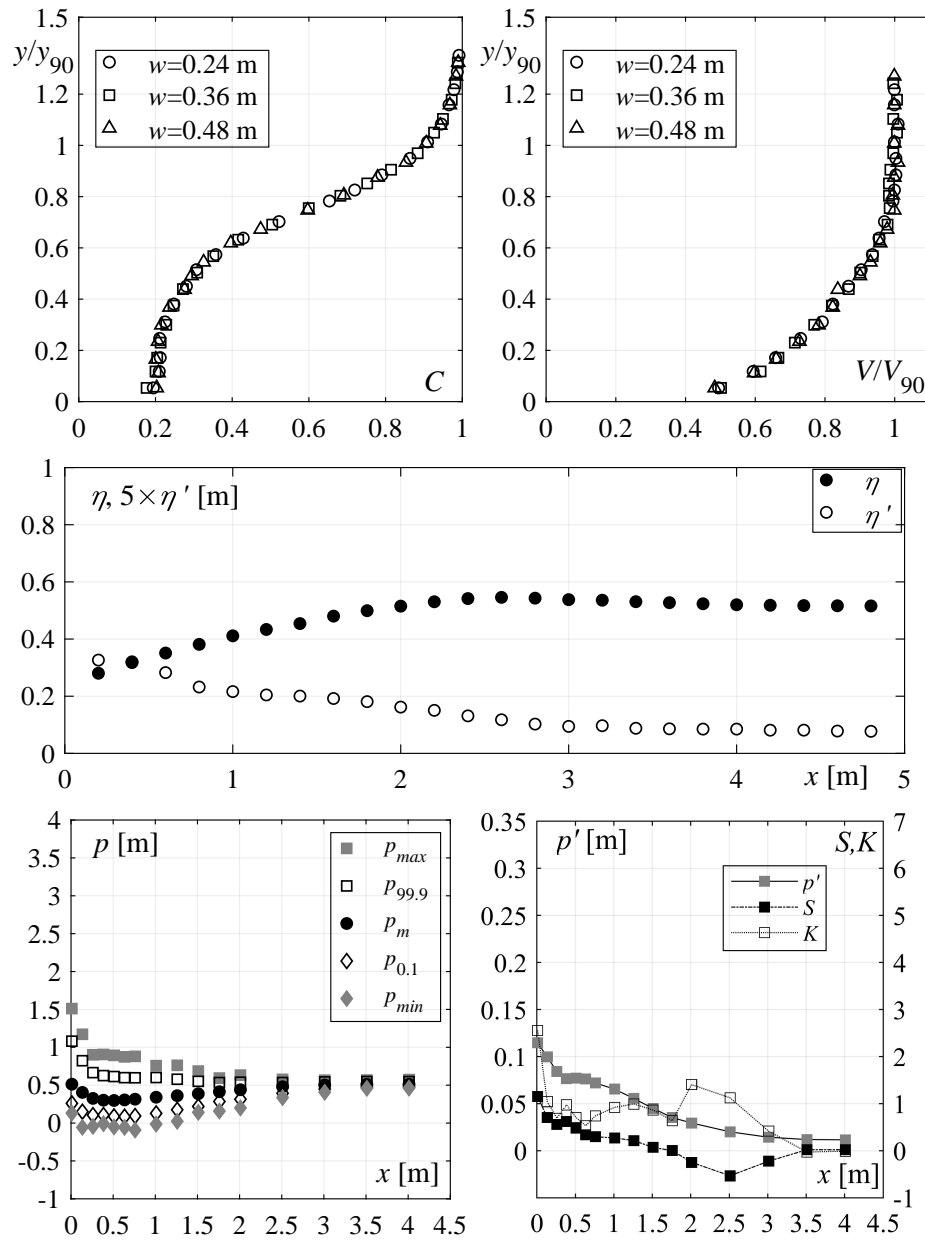 1.5
y/y90
w=0.24 m
w=0.36 m
w=0.48 m
1.2
1
0.8
0.6
0.4
0.2
0
C
0.2 0.4 0.6 0.8 1
1.5
y/y90
w=0.24 m
w=0.36 m
w=0.48 m
1.2
1
0.8
0.6
0.4
0.2
0
V/V90
0 0.2 0.4 0.6 0.8 1
1
η, 5×η' [m]
η
η'
0.8
0.6
0.4
0.2
0
0 1 2 3 4 x [m] 5
4
p [m]
3.5
3
2.5
2
1.5
1
0.5
0
-0.5
-1
pmax
p99.9
pm
p0.1
pmin
x [m]
0 0.5 1 1.5 2 2.5 3 3.5 4 4.5
0.35
p' [m]
S,K
7
0.3
6
0.25
5
0.2
4
0.15
3
0.1
2
0.05
1
0
0
-1
p'
S
K
x [m]
0 0.5 1 1.5 2 2.5 3 3.5 4 4.5